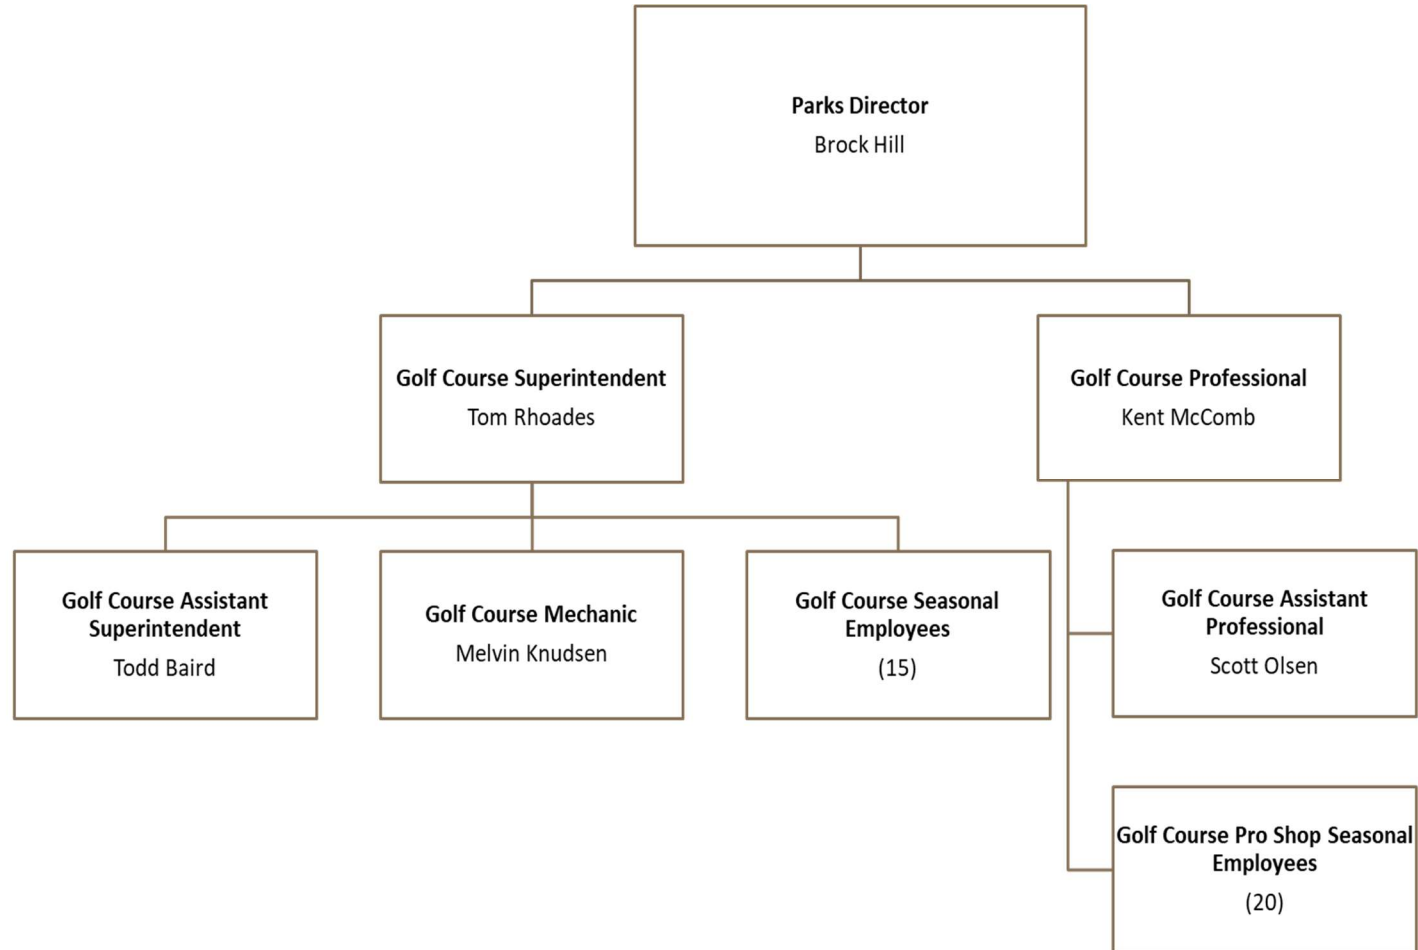 Parks Director
Brock Hill
Golf Course Superintendent
Tom Rhoades
Golf Course Professional
Kent McComb
Golf Course Assistant
Superintendent
Todd Baird
Golf Course Mechanic
Melvin Knudsen
Golf Course Seasonal
Employees
(15)
Golf Course Assistant
Professional
Scott Olsen
Golf Course Pro Shop Seasonal
Employees
(20)